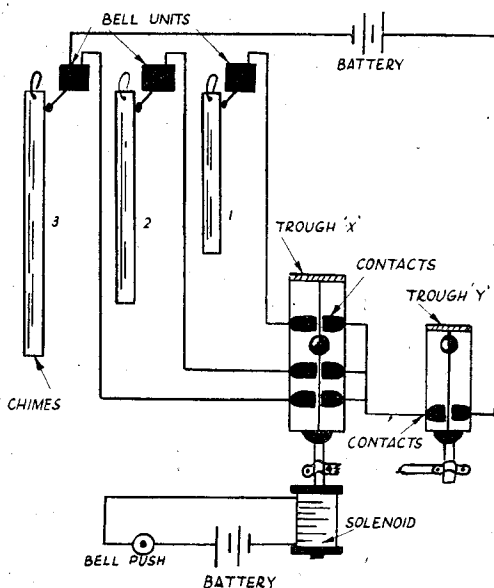 BELL UNITS
BATTERY
3
2
1
TROUGH 'X'
CONTACTS
TROUGH 'Y'
CHIMES
CONTACTS
SOLENOID
BELL PUSH
BATTERY